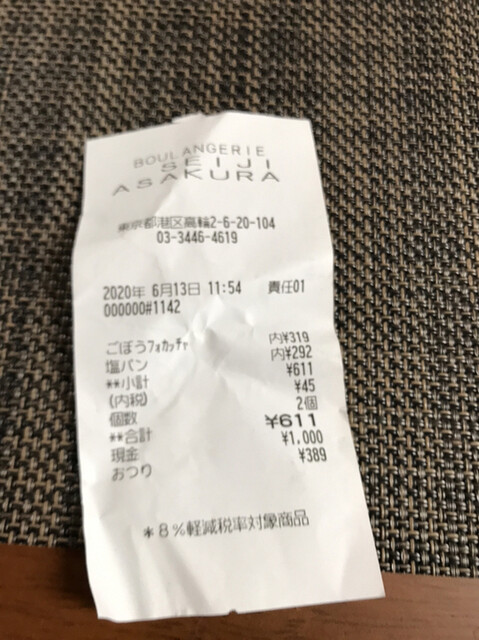 BOULANGERIE
SEIJI
ASAKURA
東京都港区高輪2-6-20-104
03-3446-4619
2020年 6月13日 11:54 責任01
000000#1142
ごぼうフォカッチャ 内¥319
塩パン 内¥292
**小計 ¥611
(内税) ¥45
個数 2個
**合計 ¥611
現金 ¥1,000
おつり ¥389
*8%軽減税率対象商品